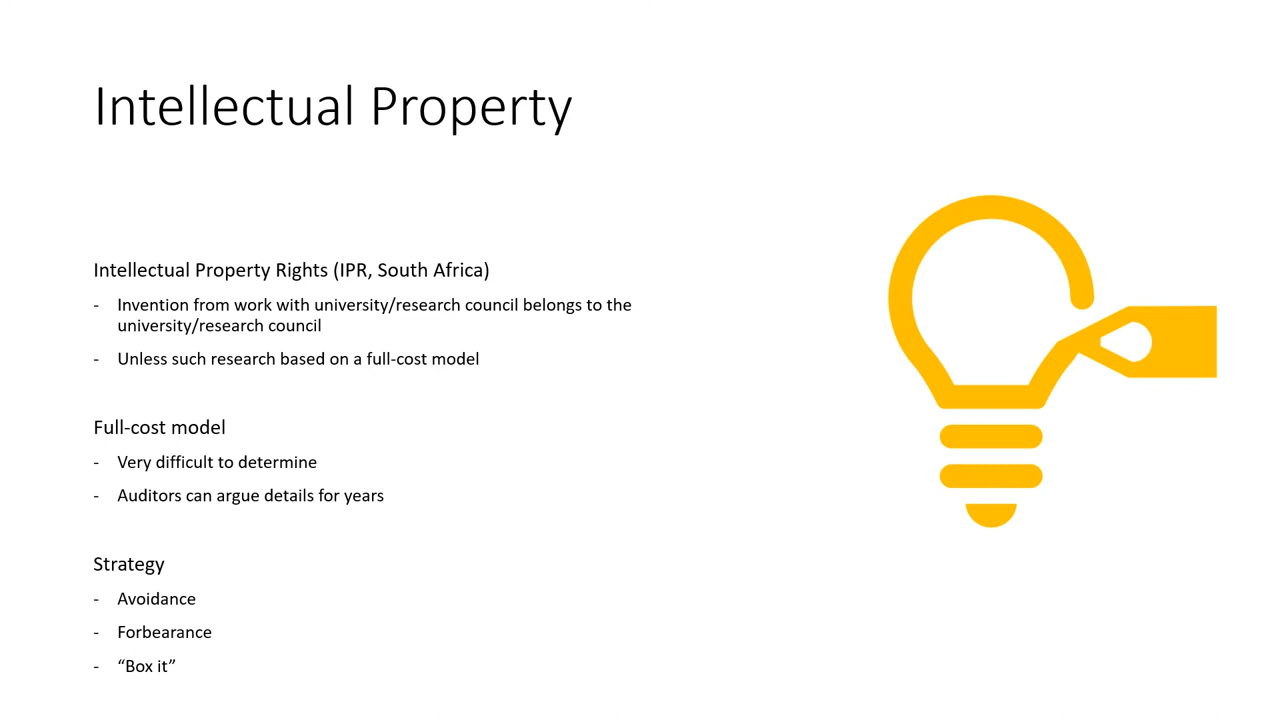 Intellectual Property
Intellectual Property Rights (IPR, South Africa)
- Invention from work with university/research council belongs to the
university/research council
- Unless such research based on a full-cost model
Full-cost model
- Very difficult to determine
- Auditors can argue details for years
Strategy
- Avoidance
- Forbearance
- “Box it”